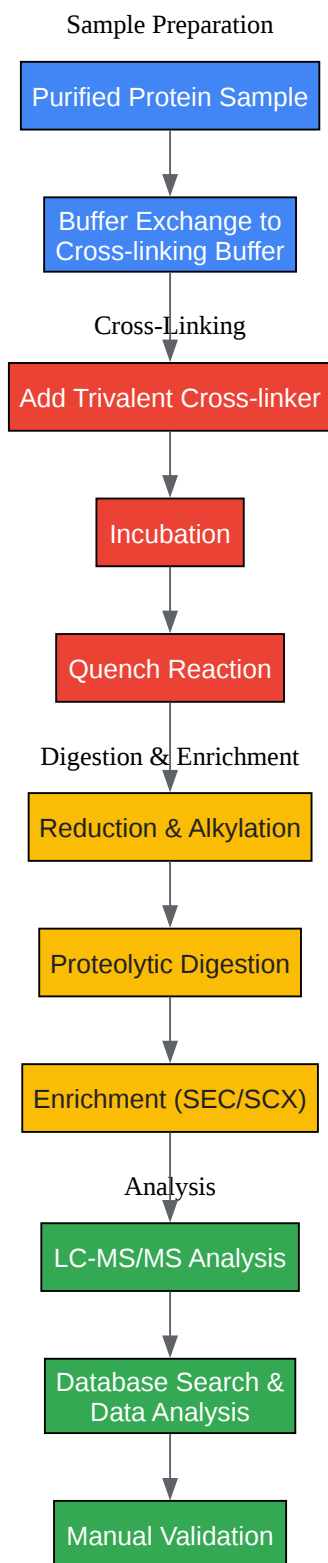 Sample Preparation
Purified Protein Sample
Buffer Exchange to
Cross-linking Buffer
Cross-Linking
Add Trivalent Cross-linker
Incubation
Quench Reaction
Digestion & Enrichment
Reduction & Alkylation
Proteolytic Digestion
Enrichment (SEC/SCX)
Analysis
LC-MS/MS Analysis
Database Search &
Data Analysis
Manual Validation